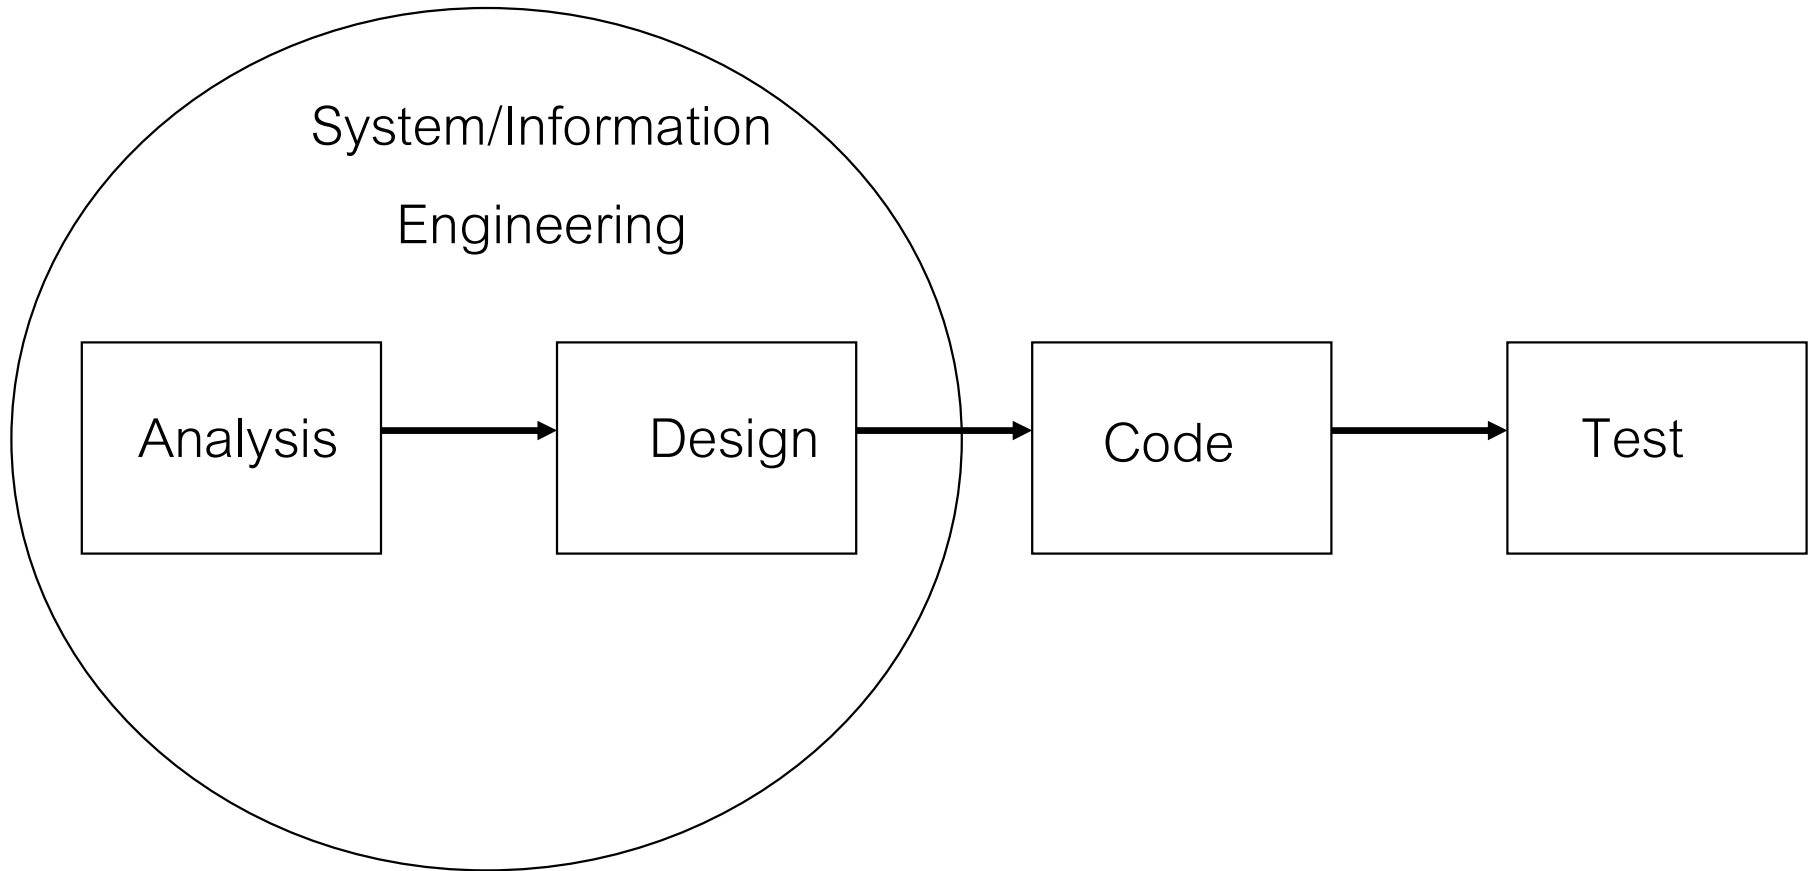 System/Information
Engineering
Analysis
Design
Code
Test